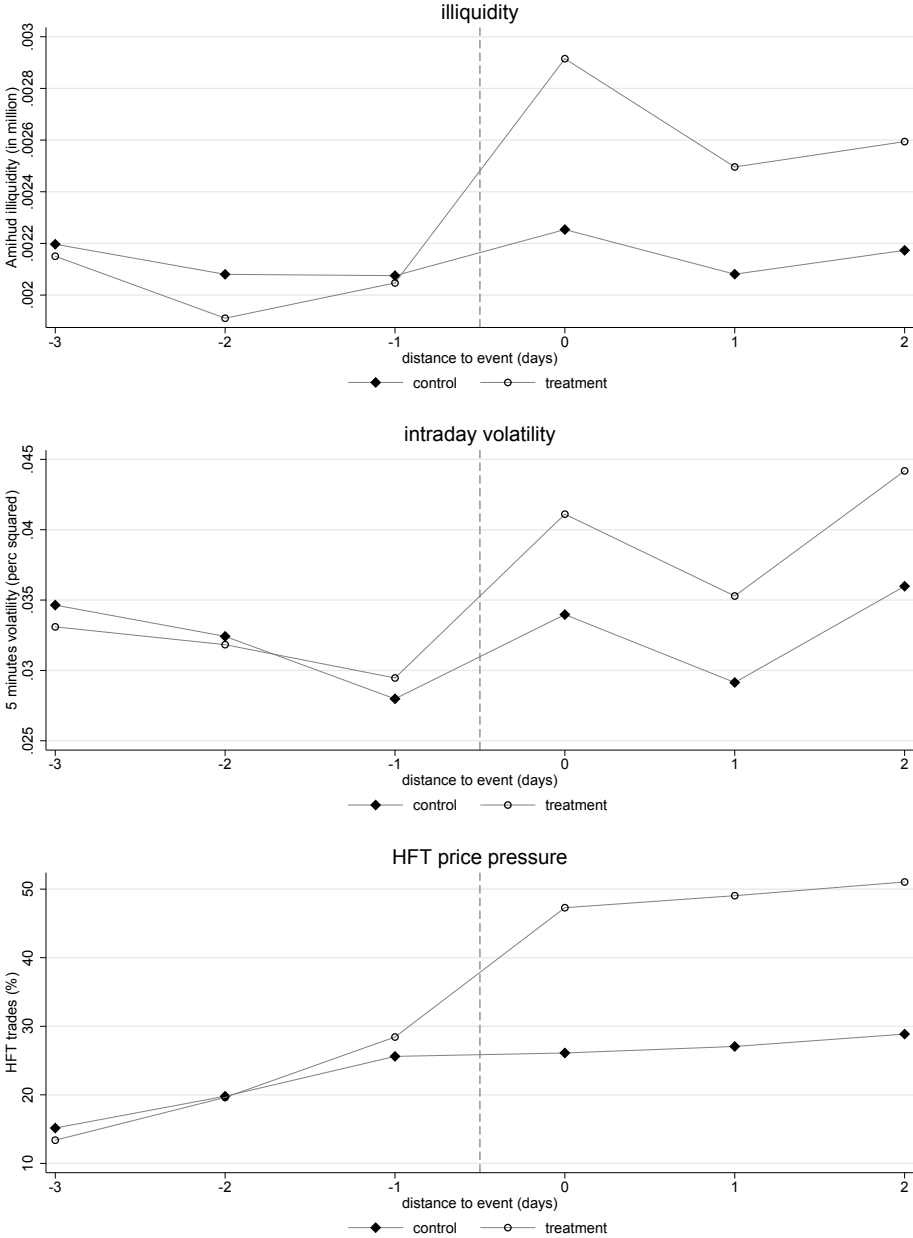 illiquidity
Amihud illiquidity (in million)
.003
.0028
.0026
.0024
.0022
.002
-3 -2 -1 0 1 2
distance to event (days)
control treatment
intraday volatility
5 minutes volatility (perc squared)
.045
.04
.035
.03
.025
-3 -2 -1 0 1 2
distance to event (days)
control treatment
HFT price pressure
HFT trades (%)
50
40
30
20
10
-3 -2 -1 0 1 2
distance to event (days)
control treatment